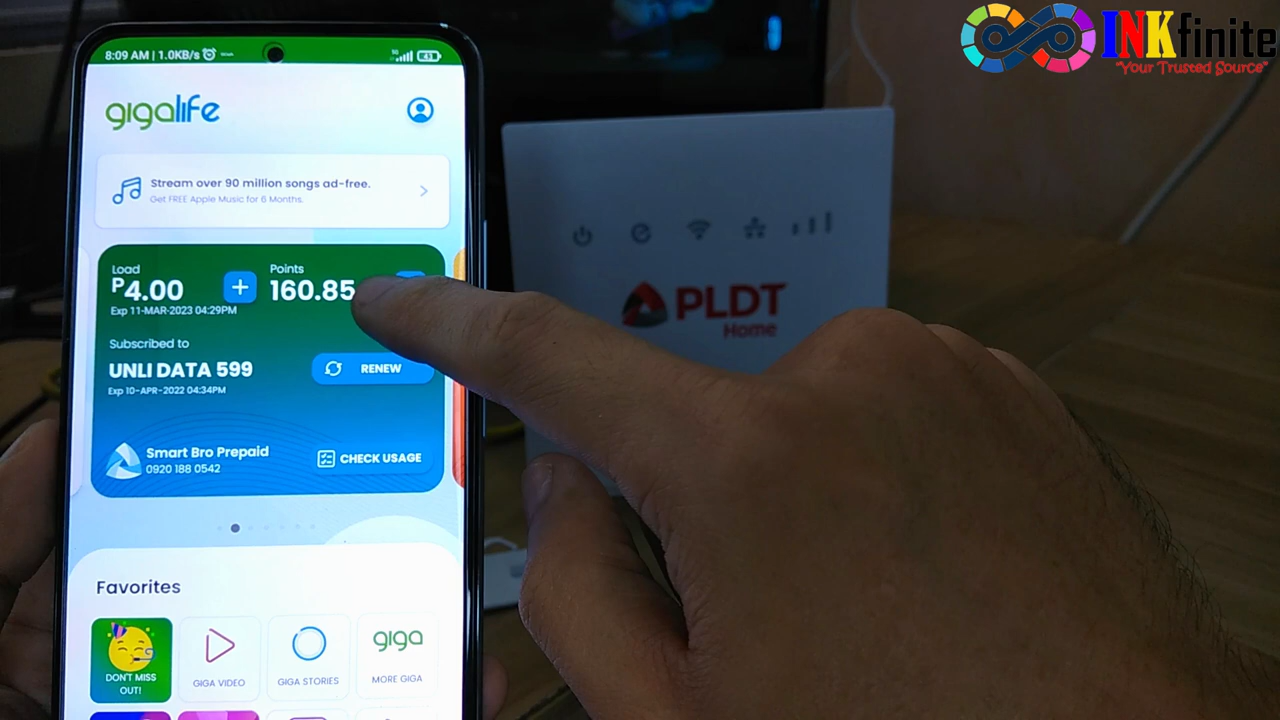 INKfinite
"Your Trusted Source"
8:09 AM | 1.0KB/s
gigalife
Stream over 90 million songs ad-free.
Get FREE Apple Music for 6 Months.
Load
Points
₱4.00
+
160.85
Exp 11-MAR-2023 04:29PM
Subscribed to
UNLI DATA 599
RENEW
Exp 10-APR-2022 04:34PM
Smart Bro Prepaid
0920 188 0542
CHECK USAGE
Favorites
DON'T MISS
OUT!
GIGA VIDEO
GIGA STORIES
giga
MORE GIGA
PLDT
Home